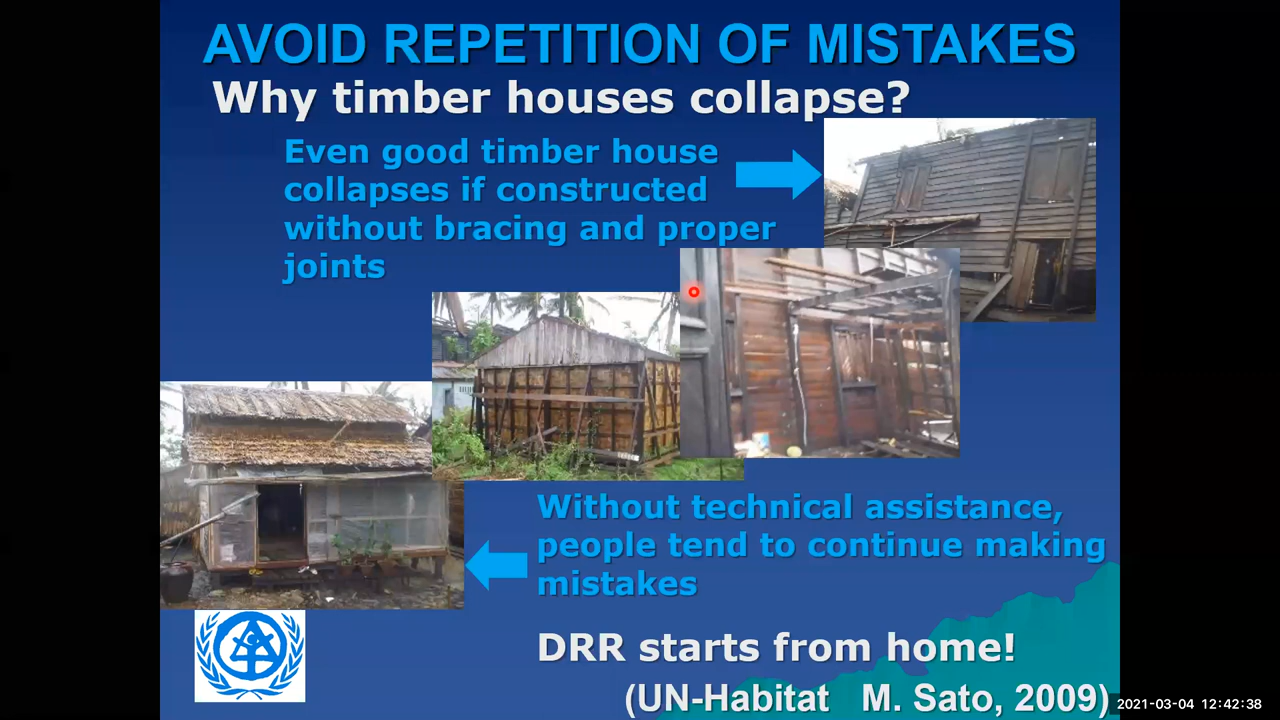 AVOID REPETITION OF MISTAKES
Why timber houses collapse?
Even good timber house
collapses if constructed
without bracing and proper
joints
Without technical assistance,
people tend to continue making
mistakes
DRR starts from home!
(UN-Habitat M. Sato, 2009)
2021-03-04 12:42:38